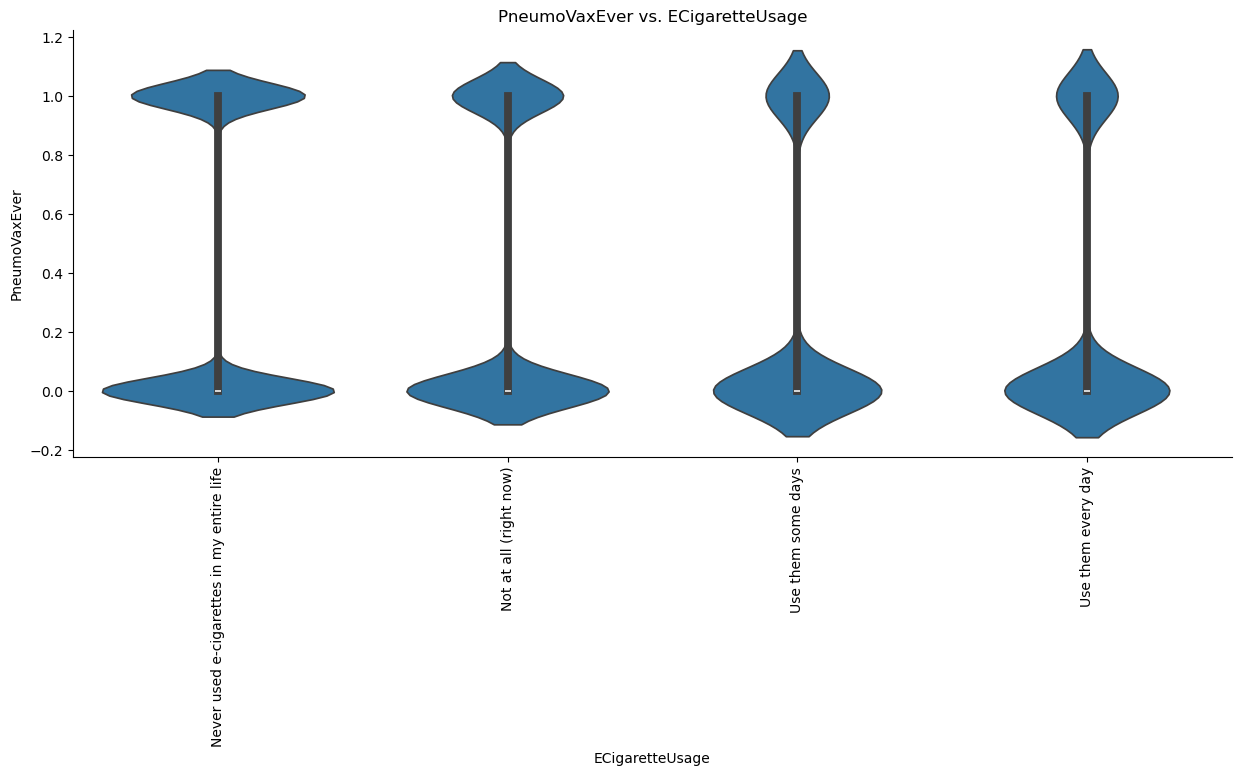 PneumoVaxEver vs. ECigaretteUsage
1.2
1.0
0.8
0.6
0.4
0.2
0.0
−0.2
PneumoVaxEver
Never used e-cigarettes in my entire life
Not at all (right now)
Use them some days
Use them every day
ECigaretteUsage